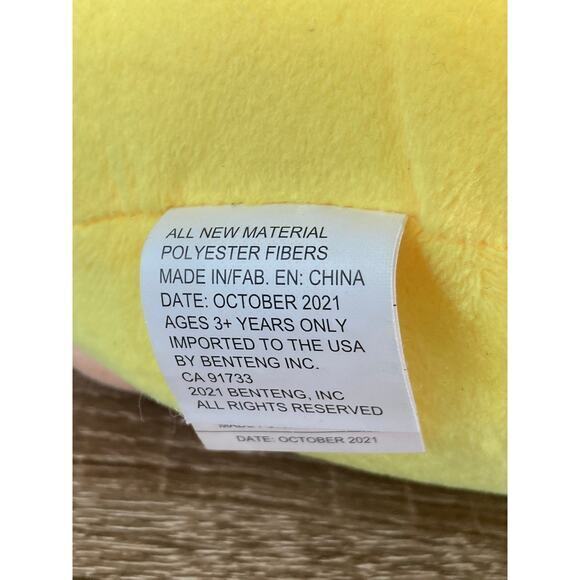 ALL NEW MATERIAL
POLYESTER FIBERS
MADE IN/FAB. EN: CHINA
DATE: OCTOBER 2021
AGES 3+ YEARS ONLY
IMPORTED TO THE USA
BY BENTENG INC.
CA 91733
2021 BENTENG, INC
ALL RIGHTS RESERVED
DATE: OCTOBER 2021